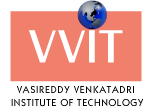 VVIT
VASIREDDY VENKATADRI
INSTITUTE OF TECHNOLOGY